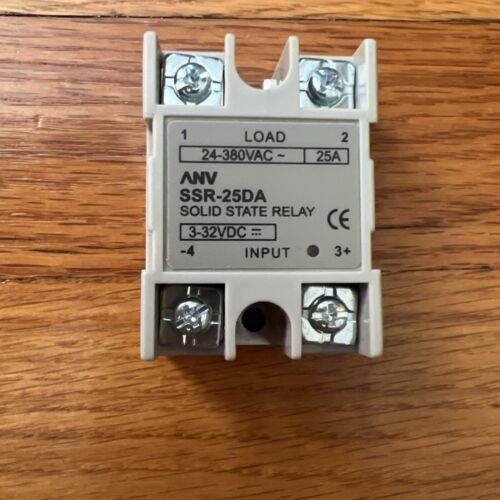 1 LOAD 2
24-380VAC ~ 25A
ANV
SSR-25DA
SOLID STATE RELAY
CE
3-32VDC ⎓
-4 INPUT 3+